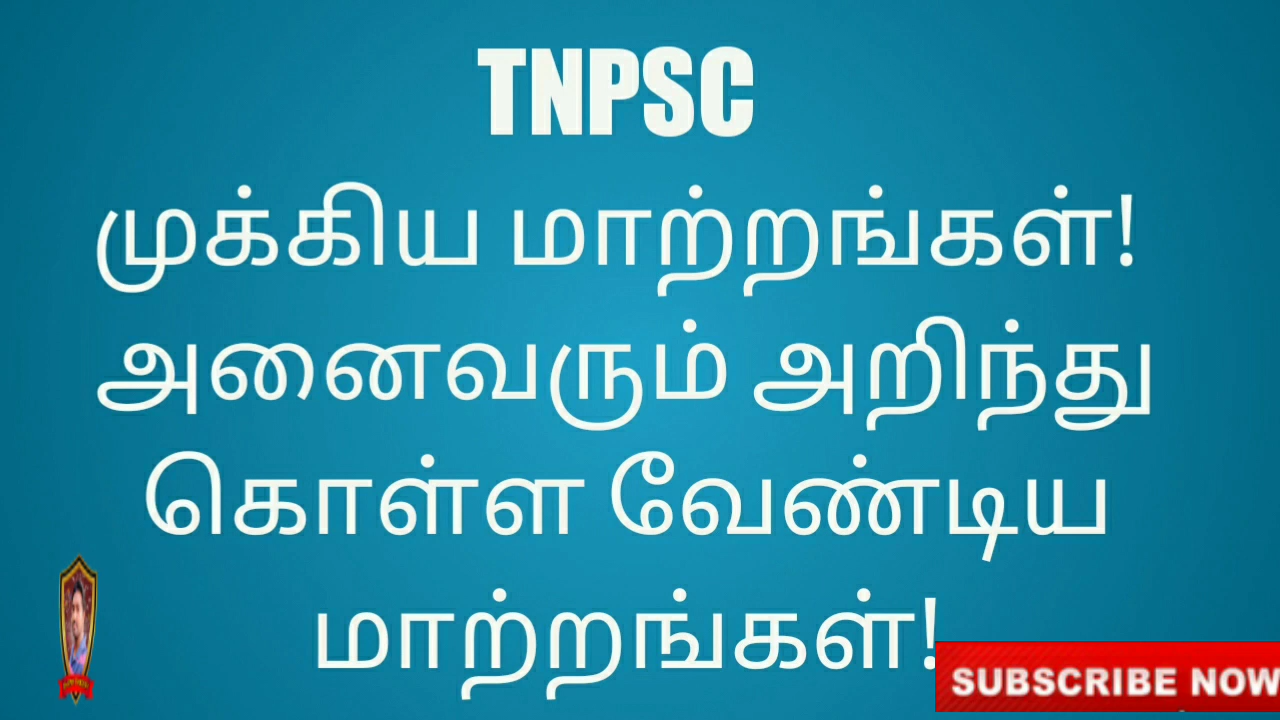 TNPSC
முக்கிய மாற்றங்கள்!
அனைவரும் அறிந்து
கொள்ள வேண்டிய
மாற்றங்கள்!
SUBSCRIBE NOW